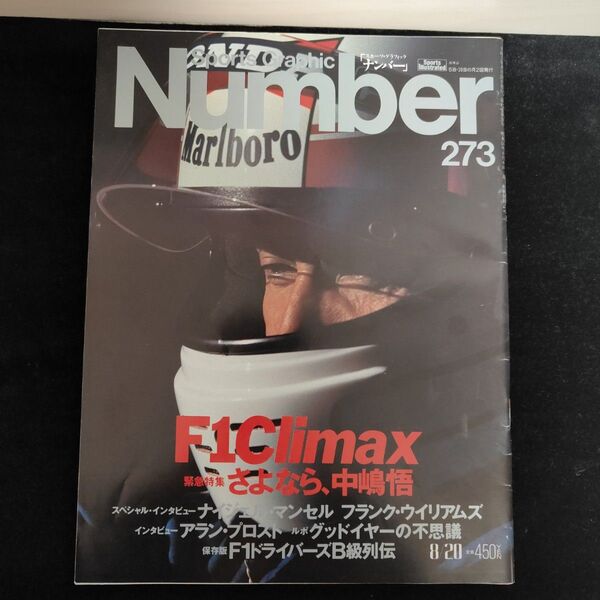 Sports Graphic
Number
「スポーツ・グラフィック
ナンバー」
Sports
Illustrated
273
Marlboro
F1Climax
緊急特集 さよなら、中嶋悟
スペシャル・インタビュー ナイジェル・マンセル フランク・ウイリアムズ
インタビュー アラン・プロスト ルポ グッドイヤーの不思議
保存版 F1ドライバーズB級列伝 8/20 定価450YEN